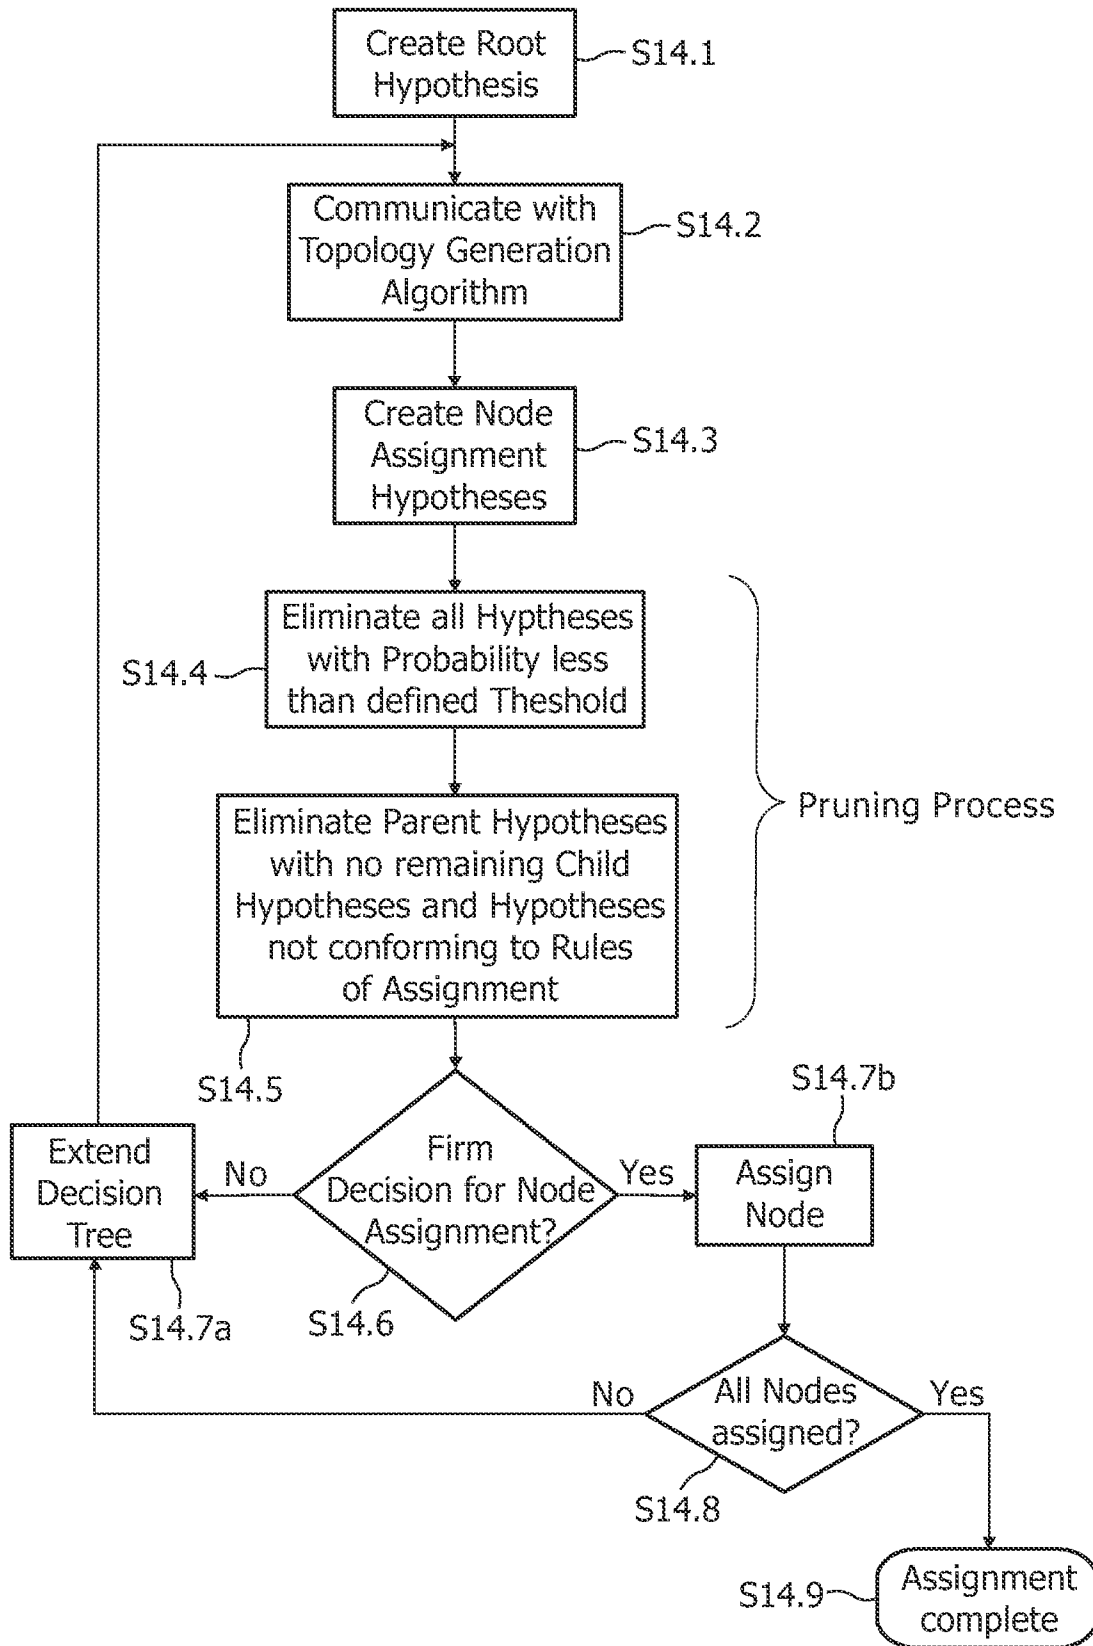 Create Root
Hypothesis
S14.1
Communicate with
Topology Generation
Algorithm
S14.2
Create Node
Assignment
Hypotheses
S14.3
Eliminate all Hyptheses
with Probability less
than defined Theshold
S14.4
Eliminate Parent Hypotheses
with no remaining Child
Hypotheses and Hypotheses
not conforming to Rules
of Assignment
S14.5
Pruning Process
Firm
Decision for Node
Assignment?
S14.6
No
Yes
Extend
Decision
Tree
S14.7a
S14.7b
Assign
Node
All Nodes
assigned?
S14.8
No
Yes
S14.9
Assignment
complete